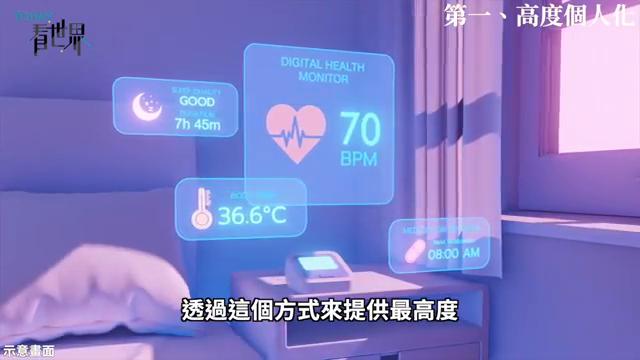 看世界
第一、高度個人化
DIGITAL HEALTH
MONITOR
70
BPM
SLEEP QUALITY
GOOD
7h 45m
36.6°C
08:00 AM
透過這個方式來提供最高度
示意畫面